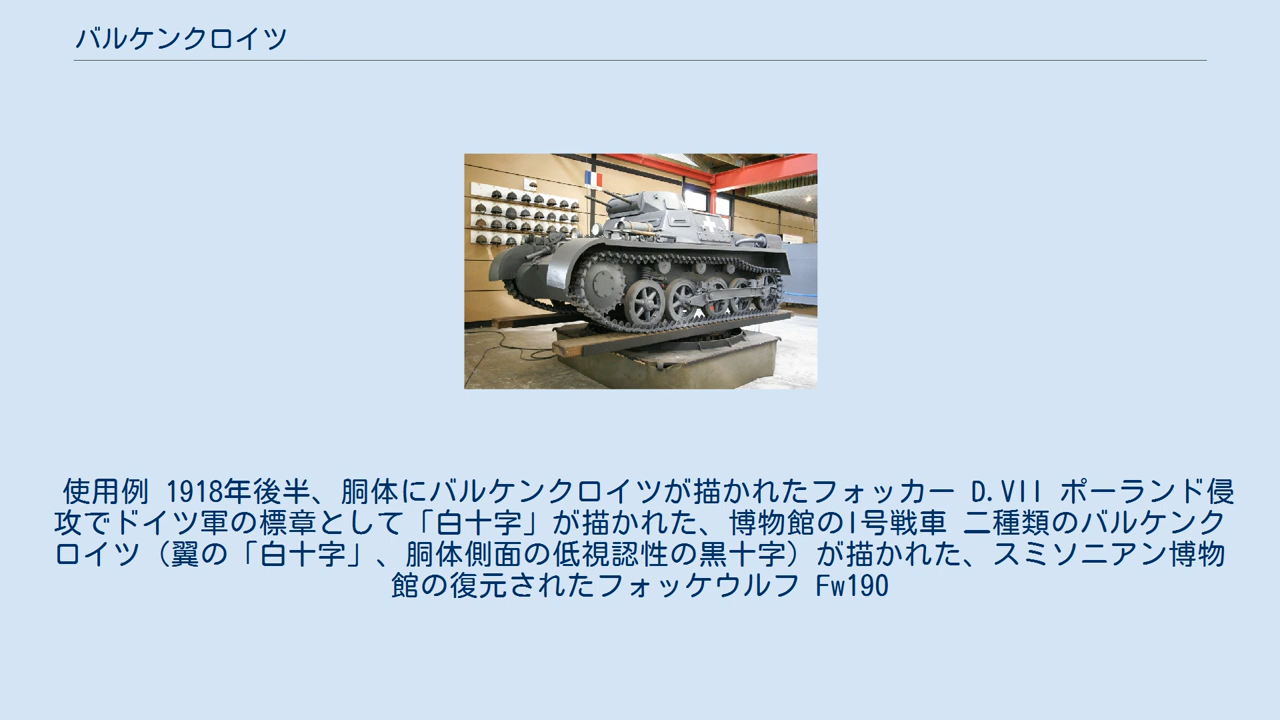 バルケンクロイツ
使用例 1918年後半、胴体にバルケンクロイツが描かれたフォッカー D.VII ポーランド侵
攻でドイツ軍の標章として「白十字」が描かれた、博物館のI号戦車 二種類のバルケンク
ロイツ（翼の「白十字」、胴体側面の低視認性の黒十字）が描かれた、スミソニアン博物
館の復元されたフォッケウルフ Fw190